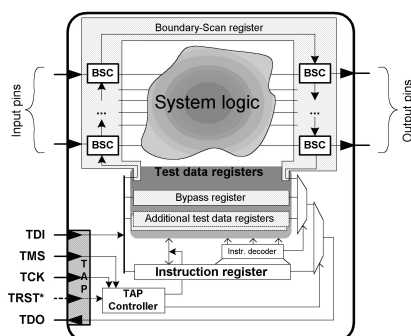 Boundary-Scan register
BSC
BSC
Input pins
System logic
Output pins
...
...
BSC
BSC
Test data registers
Bypass register
Additional test data registers
TDI
TMS
TCK
TRST*
TDO
TAP
Instr. decoder
Instruction register
TAP
Controller